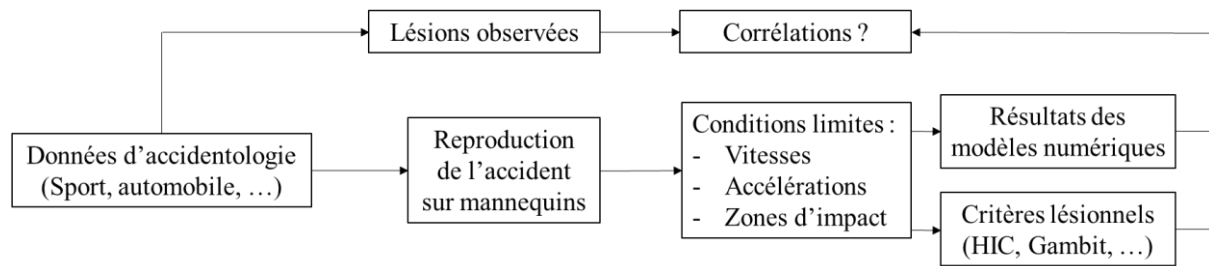 Lésions observées
Corrélations ?
Données d'accidentologie
(Sport, automobile, …)
Reproduction
de l'accident
sur mannequins
Conditions limites :
- Vitesses
- Accélérations
- Zones d'impact
Résultats des
modèles numériques
Critères lésionnels
(HIC, Gambit, …)